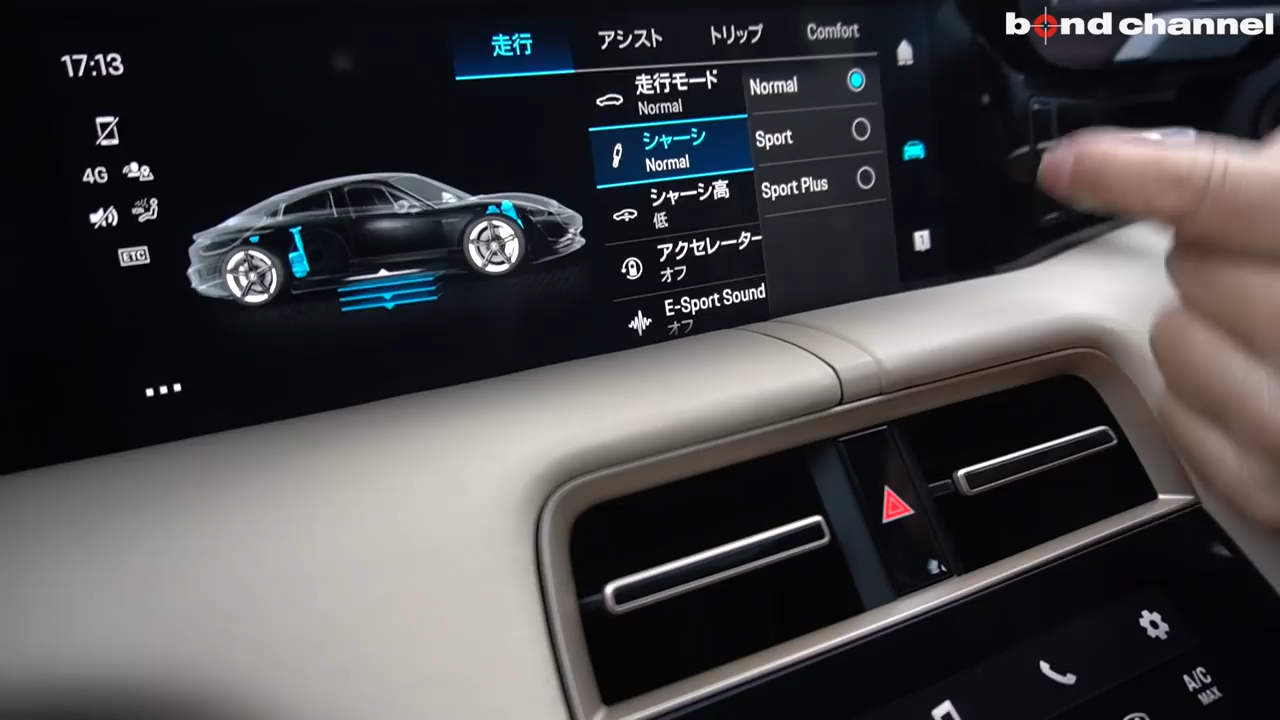 bond channel
17:13
走行 アシスト トリップ Comfort
走行モード
Normal
シャーシ
Normal
シャーシ高
低
アクセレーター
オフ
E-Sport Sound
オフ
Normal
Sport
Sport Plus
4G
ETC
1
A/C
MAX